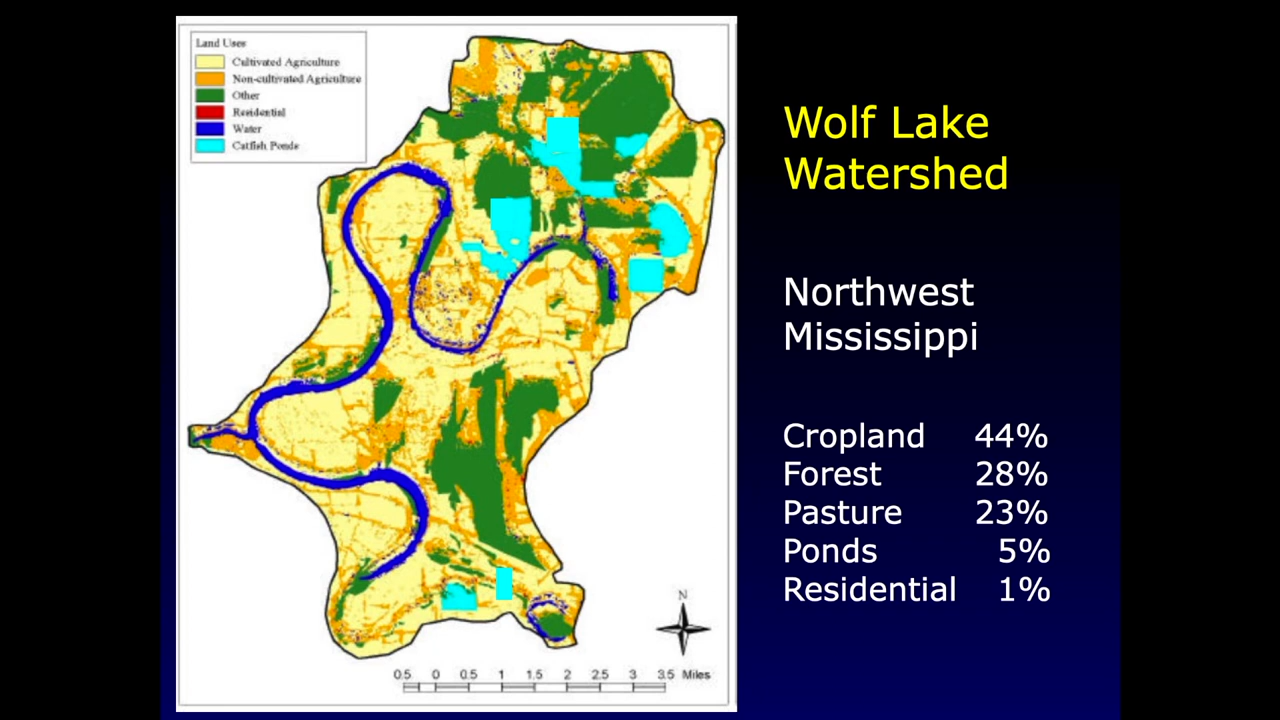 Land Uses
Cultivated Agriculture
Non-cultivated Agriculture
Other
Residential
Water
Catfish Ponds
Wolf Lake
Watershed
Northwest
Mississippi
Cropland 44%
Forest 28%
Pasture 23%
Ponds 5%
Residential 1%
N
0.5 0 0.5 1 1.5 2 2.5 3 3.5 Miles